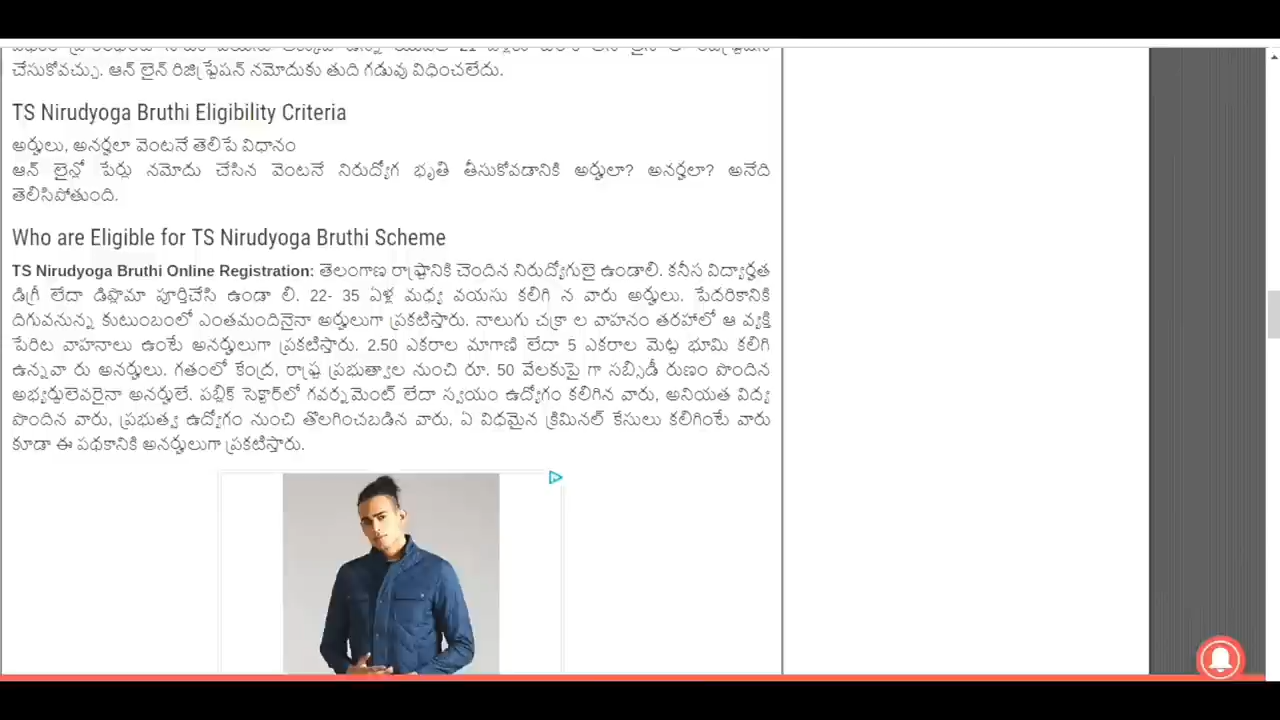 చేసుకోవచ్చు. ఆన్ లైన్ రిజిస్ట్రేషన్ నమోదుకు తుది గడువు విధించలేదు.
TS Nirudyoga Bruthi Eligibility Criteria
అర్హులు, అనర్హులా వెంటనే తెలిపే విధానం
ఆన్ లైన్లో పేర్లు నమోదు చేసిన వెంటనే నిరుద్యోగ భృతి తీసుకోవడానికి అర్హులా? అనర్హులా? అనేది
తెలిసిపోతుంది.
Who are Eligible for TS Nirudyoga Bruthi Scheme
TS Nirudyoga Bruthi Online Registration: తెలంగాణ రాష్ట్రానికి చెందిన నిరుద్యోగులై ఉండాలి. కనీస విద్యార్హత
డిగ్రీ లేదా డిప్లొమా పూర్తిచేసి ఉండా లి. 22- 35 ఏళ్ల మధ్య వయసు కలిగి న వారు అర్హులు. పేదరికానికి
దిగువనున్న కుటుంబంలో ఎంతమందినైనా అర్హులుగా ప్రకటిస్తారు. నాలుగు చక్రా ల వాహనం తరహాలో ఆ వ్యక్తి
పేరిట వాహనాలు ఉంటే అనర్హులుగా ప్రకటిస్తారు. 2.50 ఎకరాల మాగాణి లేదా 5 ఎకరాల మెట్ట భూమి కలిగి
ఉన్నవా రు అనర్హులు. గతంలో కేంద్ర, రాష్ట్ర ప్రభుత్వాల నుంచి రూ. 50 వేలకుపై గా సబ్సిడీ రుణం పొందిన
అభ్యర్థులెవరైనా అనర్హులే. పబ్లిక్ సెక్టార్‌లో గవర్నమెంట్ లేదా స్వయం ఉద్యోగం కలిగిన వారు, అనియత విద్య
పొందిన వారు, ప్రభుత్వ ఉద్యోగం నుంచి తొలగించబడిన వారు, ఏ విధమైన క్రిమినల్ కేసులు కలిగింటే వారు
కూడా ఈ పథకానికి అనర్హులుగా ప్రకటిస్తారు.